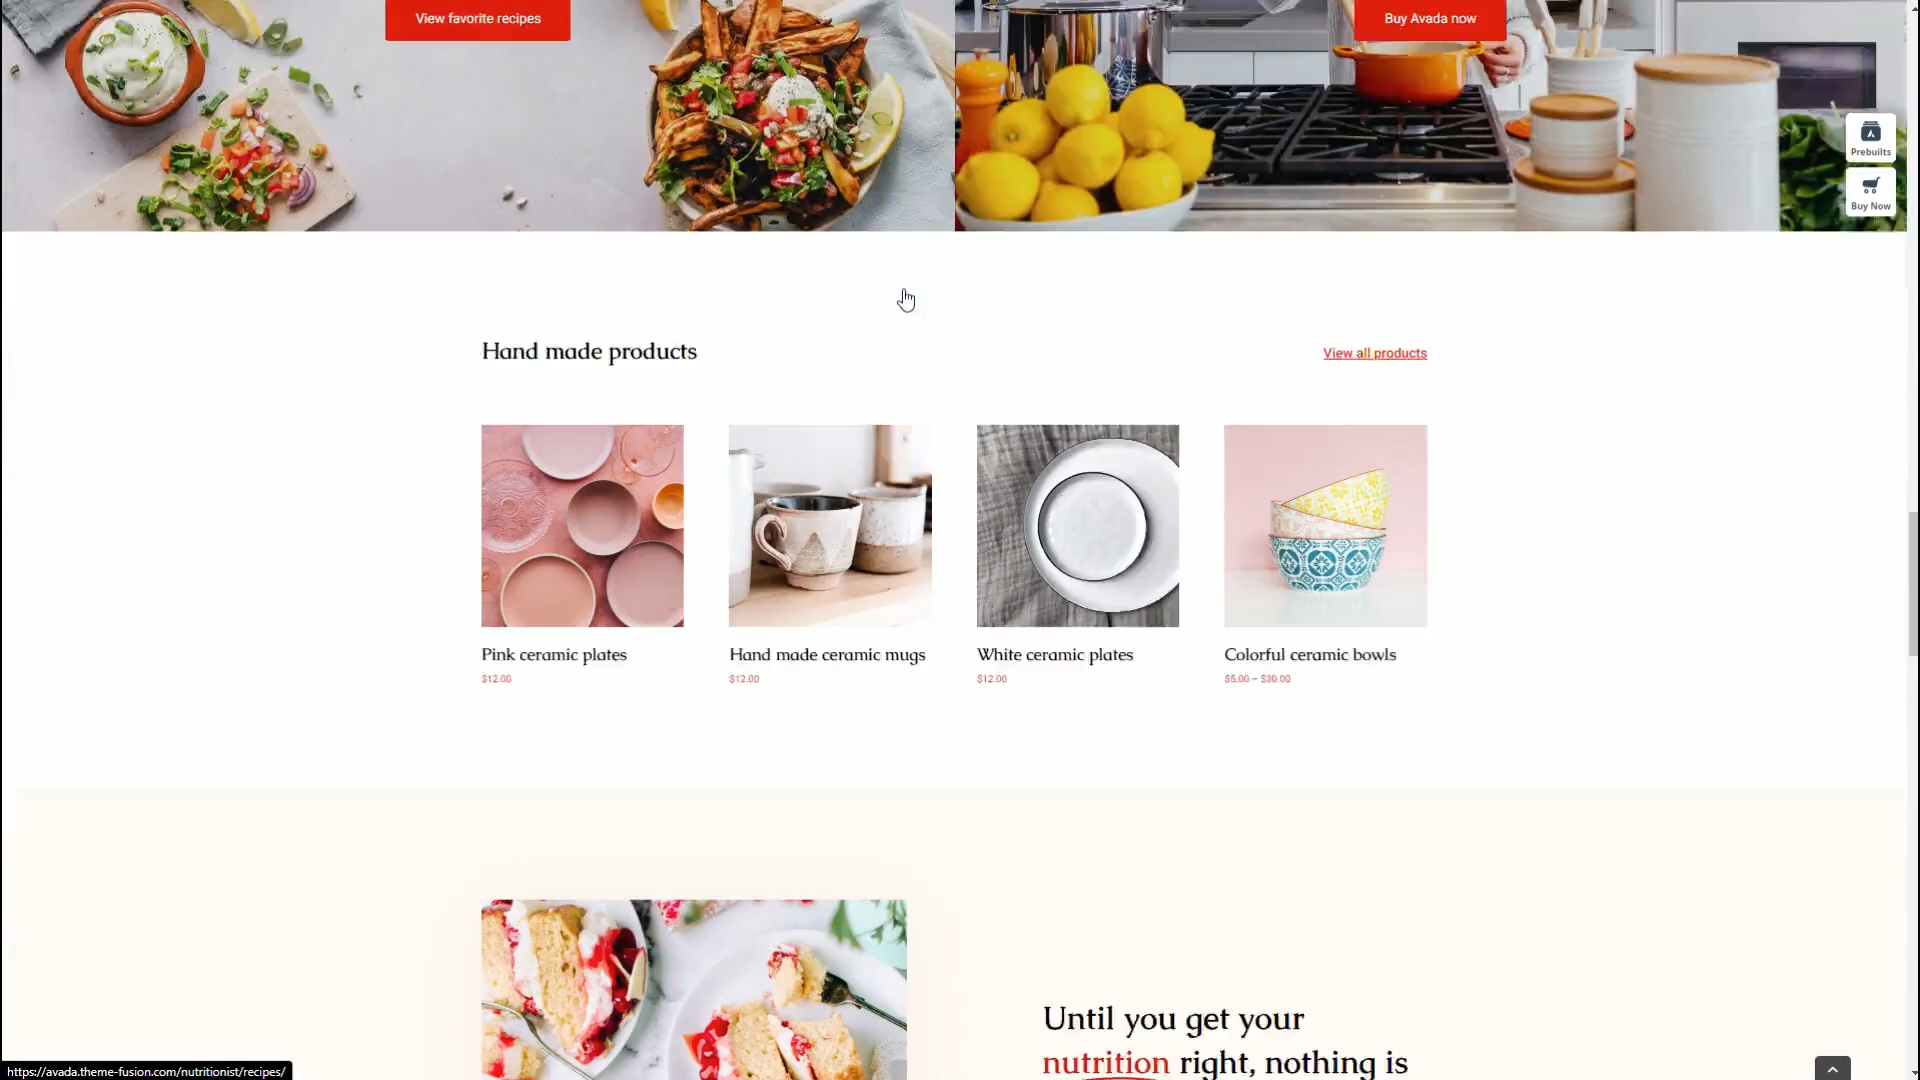 View favorite recipes
Buy Avada now
Prebuilts
Buy Now
Hand made products
View all products
Pink ceramic plates
$12.00
Hand made ceramic mugs
$12.00
White ceramic plates
$12.00
Colorful ceramic bowls
$5.00 – $30.00
Until you get your
nutrition right, nothing is
https://avada.theme-fusion.com/nutritionist/recipes/